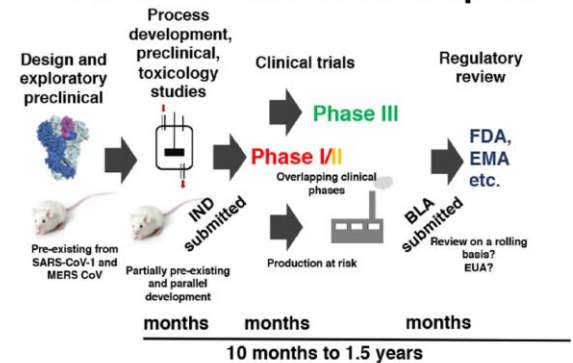 Design and
exploratory
preclinical
Process
development,
preclinical,
toxicology
studies
Clinical trials
Regulatory
review
Phase III
Phase I/II
Overlapping clinical
phases
FDA,
EMA
etc.
IND
submitted
BLA
submitted
Pre-existing from
SARS-CoV-1 and
MERS CoV
Partially pre-existing
and parallel
development
Production at risk
Review on a rolling
basis?
EUA?
months
months
months
10 months to 1.5 years